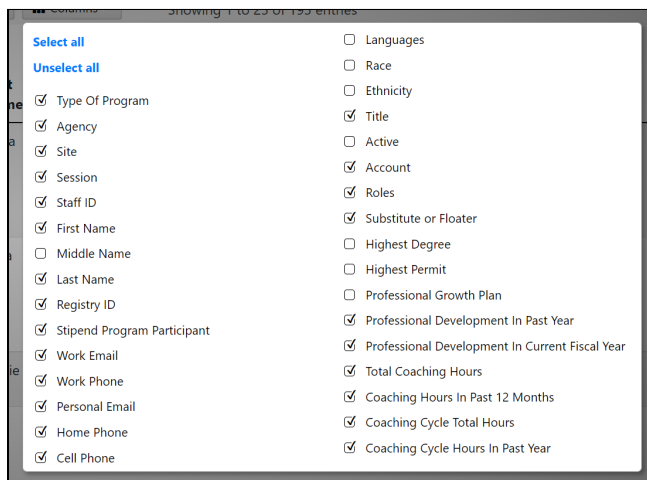 Columns
Showing 1 to 25 of 195 entries
Select all
Unselect all
Type Of Program
Agency
Site
Session
Staff ID
First Name
Middle Name
Last Name
Registry ID
Stipend Program Participant
Work Email
Work Phone
Personal Email
Home Phone
Cell Phone
Languages
Race
Ethnicity
Title
Active
Account
Roles
Substitute or Floater
Highest Degree
Highest Permit
Professional Growth Plan
Professional Development In Past Year
Professional Development In Current Fiscal Year
Total Coaching Hours
Coaching Hours In Past 12 Months
Coaching Cycle Total Hours
Coaching Cycle Hours In Past Year